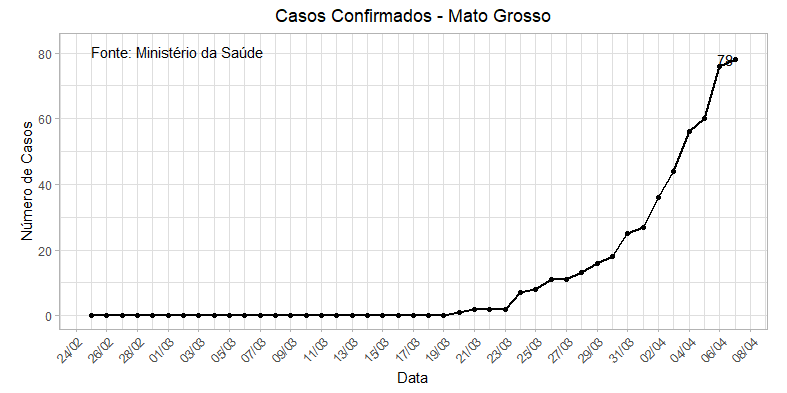 Casos Confirmados - Mato Grosso
Fonte: Ministério da Saúde
78
80
60
40
20
0
Número de Casos
24/02 26/02 28/02 01/03 03/03 05/03 07/03 09/03 11/03 13/03 15/03 17/03 19/03 21/03 23/03 25/03 27/03 29/03 31/03 02/04 04/04 06/04 08/04
Data